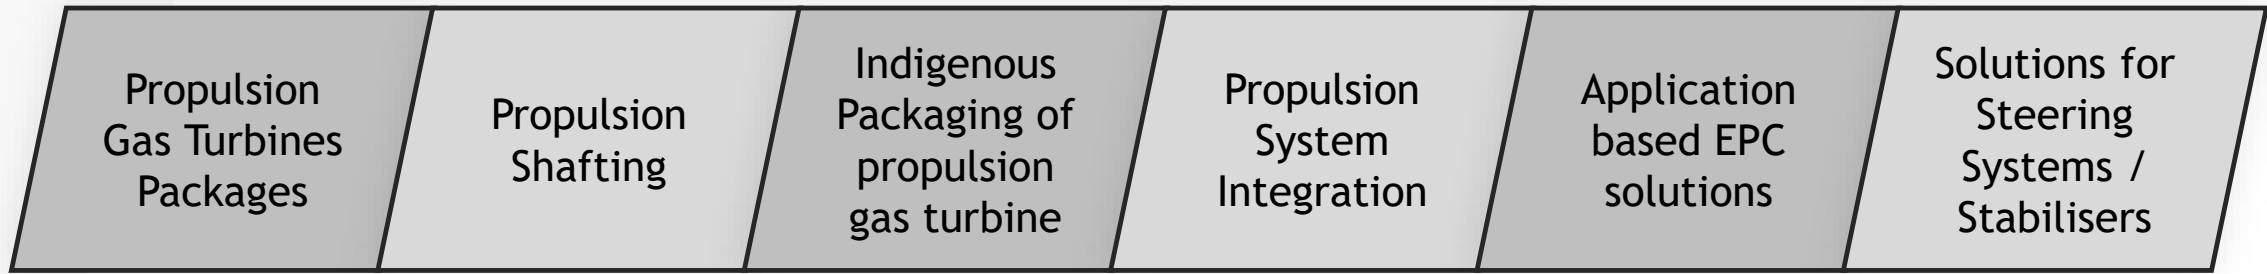 Propulsion
Gas Turbines
Packages
Propulsion
Shafting
Indigenous
Packaging of
propulsion
gas turbine
Propulsion
System
Integration
Application
based EPC
solutions
Solutions for
Steering
Systems /
Stabilisers